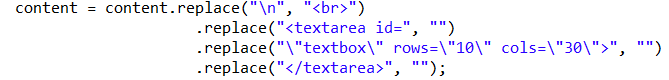 content = content.replace("\n", "<br>")
.replace("<textarea id=", "")
.replace("\"textbox\" rows=\"10\" cols=\"30\">", "")
.replace("</textarea>", "");